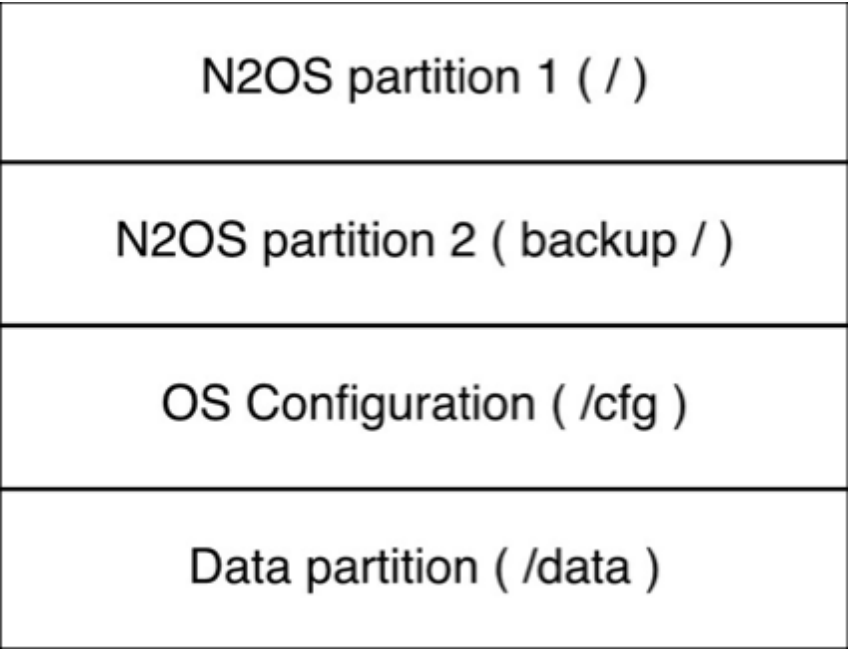 N2OS partition 1 ( / )
N2OS partition 2 ( backup / )
OS Configuration ( /cfg )
Data partition ( /data )